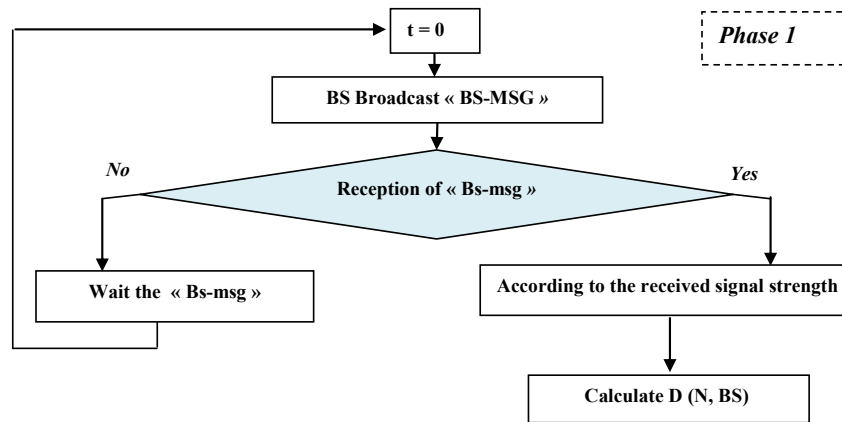 t = 0
Phase 1
BS Broadcast « BS-MSG »
No
Yes
Reception of « Bs-msg »
Wait the « Bs-msg »
According to the received signal strength
Calculate D (N, BS)